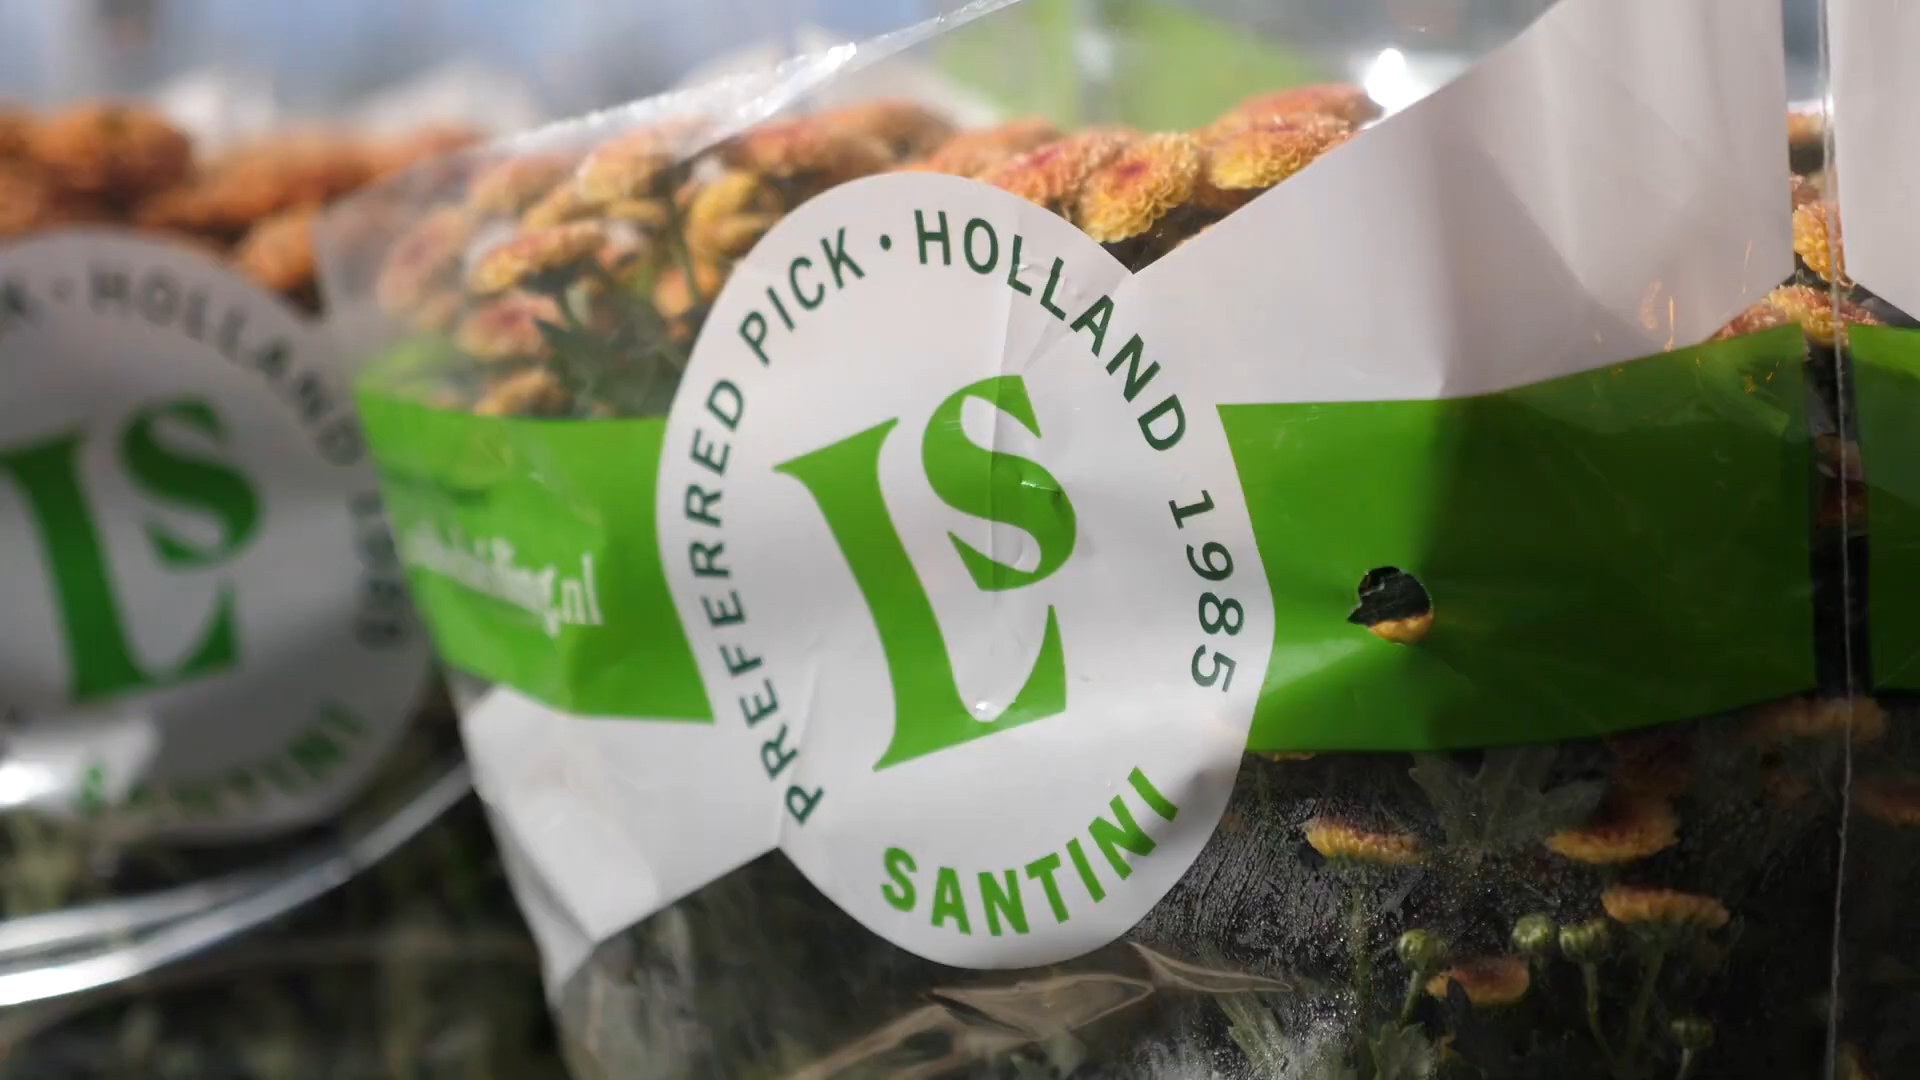 PREFERRED PICK · HOLLAND 1985
LS
SANTINI
HOLLAND
LS